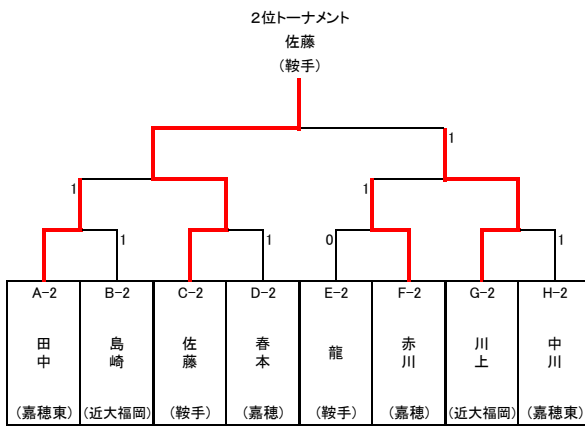 ２位トーナメント
佐藤
(鞍手)
1
1
1
1
1
0
1
A-2 B-2 C-2 D-2 E-2 F-2 G-2 H-2
田中 島崎 佐藤 春本 龍 赤川 川上 中川
(嘉穂東) (近大福岡) (鞍手) (嘉穂) (鞍手) (嘉穂) (近大福岡) (嘉穂東)